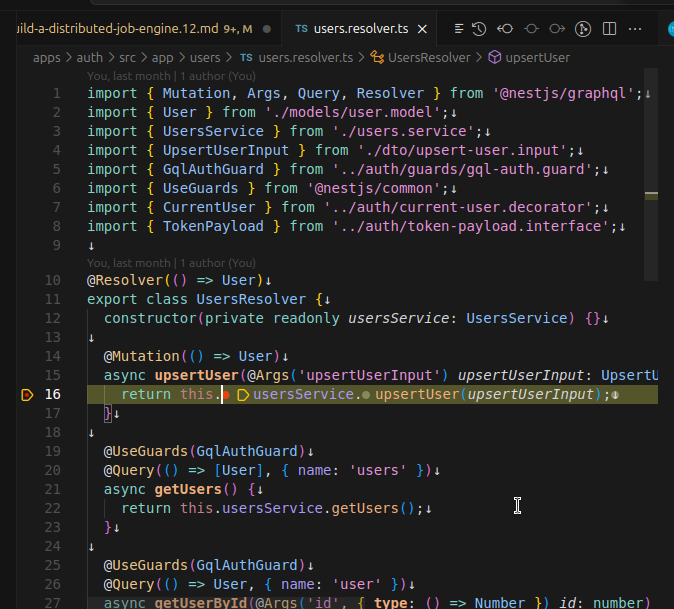 uild-a-distributed-job-engine.12.md 9+, M TS users.resolver.ts
apps > auth > src > app > users > TS users.resolver.ts > UsersResolver > upsertUser
You, last month | 1 author (You)
1 import { Mutation, Args, Query, Resolver } from '@nestjs/graphql';↓
2 import { User } from './models/user.model';↓
3 import { UsersService } from './users.service';↓
4 import { UpsertUserInput } from './dto/upsert-user.input';↓
5 import { GqlAuthGuard } from '../auth/guards/gql-auth.guard';↓
6 import { UseGuards } from '@nestjs/common';↓
7 import { CurrentUser } from '../auth/current-user.decorator';↓
8 import { TokenPayload } from '../auth/token-payload.interface';↓
9 ↓
You, last month | 1 author (You)
10 @Resolver(() => User)↓
11 export class UsersResolver {↓
12 constructor(private readonly usersService: UsersService) {}↓
13 ↓
14 @Mutation(() => User)↓
15 async upsertUser(@Args('upsertUserInput') upsertUserInput: UpsertU
16 return this.usersService.upsertUser(upsertUserInput);↓
17 }↓
18 ↓
19 @UseGuards(GqlAuthGuard)↓
20 @Query(() => [User], { name: 'users' })↓
21 async getUsers() {↓
22 return this.usersService.getUsers();↓
23 }↓
24 ↓
25 @UseGuards(GqlAuthGuard)↓
26 @Query(() => User, { name: 'user' })↓
27 async getUserById(@Args('id', { type: () => Number }) id: number)